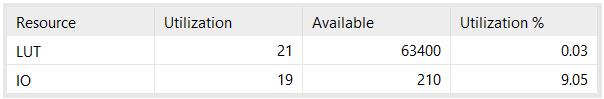 Resource Utilization Available Utilization %
LUT 21 63400 0.03
IO 19 210 9.05